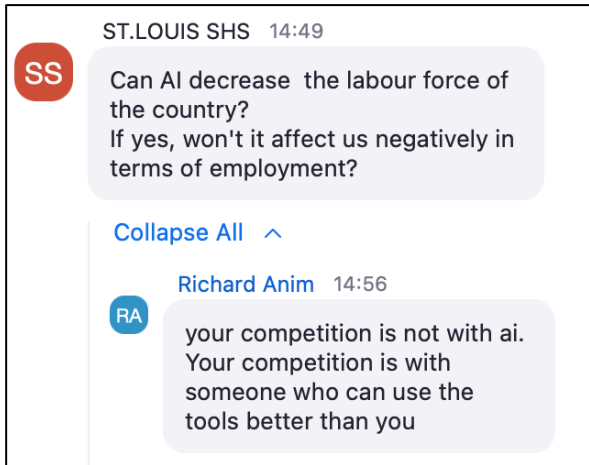 ST.LOUIS SHS 14:49
SS
Can AI decrease  the labour force of
the country?
If yes, won't it affect us negatively in
terms of employment?
Collapse All
Richard Anim 14:56
RA
your competition is not with ai.
Your competition is with
someone who can use the
tools better than you